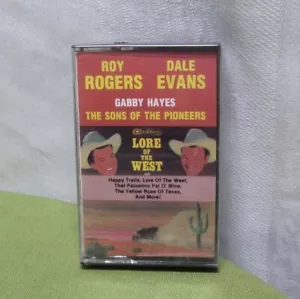 ROY DALE
ROGERS EVANS
GABBY HAYES
THE SONS OF THE PIONEERS
LORE
OF THE
WEST
Happy Trails, Lore Of The West,
That Palomino Pal O' Mine,
The Yellow Rose Of Texas,
And More!